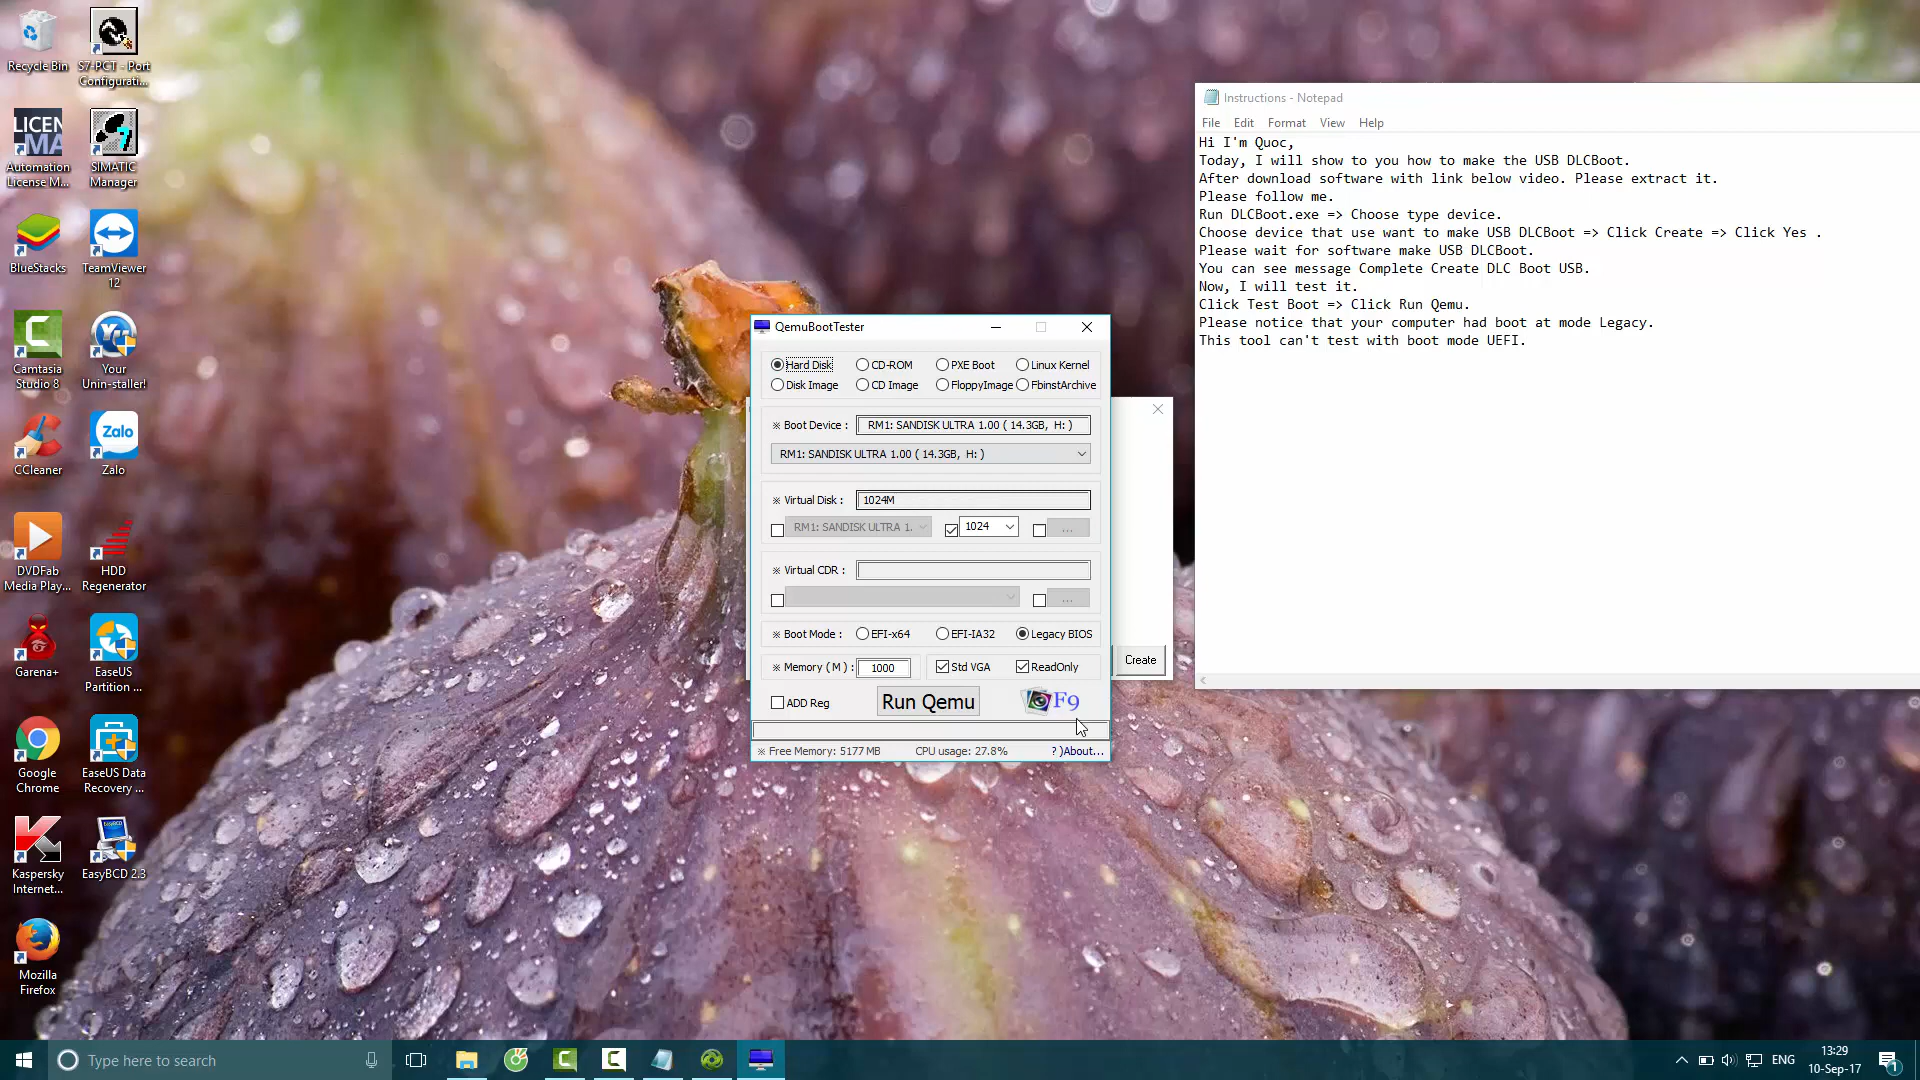 Recycle Bin
S7-PCT - Port
Configurati...
LICEN
MA
Automation
License M...
SIMATIC
Manager
BlueStacks
TeamViewer
12
Camtasia
Studio 8
Your
Unin-staller!
CCleaner
Zalo
Zalo
DVDFab
Media Play...
HDD
Regenerator
Garena+
EaseUS
Partition ...
Google
Chrome
EaseUS Data
Recovery ...
Kaspersky
Internet...
EasyBCD 2.3
Mozilla
Firefox
QemuBootTester
Hard Disk
CD-ROM
PXE Boot
Linux Kernel
Disk Image
CD Image
FloppyImage
FbinstArchive
※ Boot Device :
RM1: SANDISK ULTRA 1.00 ( 14.3GB, H: )
RM1: SANDISK ULTRA 1.00 ( 14.3GB, H: )
※ Virtual Disk :
1024M
RM1: SANDISK ULTRA 1.
1024
...
※ Virtual CDR :
...
※ Boot Mode :
EFI-x64
EFI-IA32
Legacy BIOS
※ Memory ( M ) :
1000
Std VGA
ReadOnly
ADD Reg
Run Qemu
F9
※ Free Memory: 5177 MB
CPU usage: 27.8%
? )About...
Create
Instructions - Notepad
File Edit Format View Help
Hi I'm Quoc,
Today, I will show to you how to make the USB DLCBoot.
After download software with link below video. Please extract it.
Please follow me.
Run DLCBoot.exe => Choose type device.
Choose device that use want to make USB DLCBoot => Click Create => Click Yes .
Please wait for software make USB DLCBoot.
You can see message Complete Create DLC Boot USB.
Now, I will test it.
Click Test Boot => Click Run Qemu.
Please notice that your computer had boot at mode Legacy.
This tool can't test with boot mode UEFI.
Type here to search
ENG
13:29
10-Sep-17
1